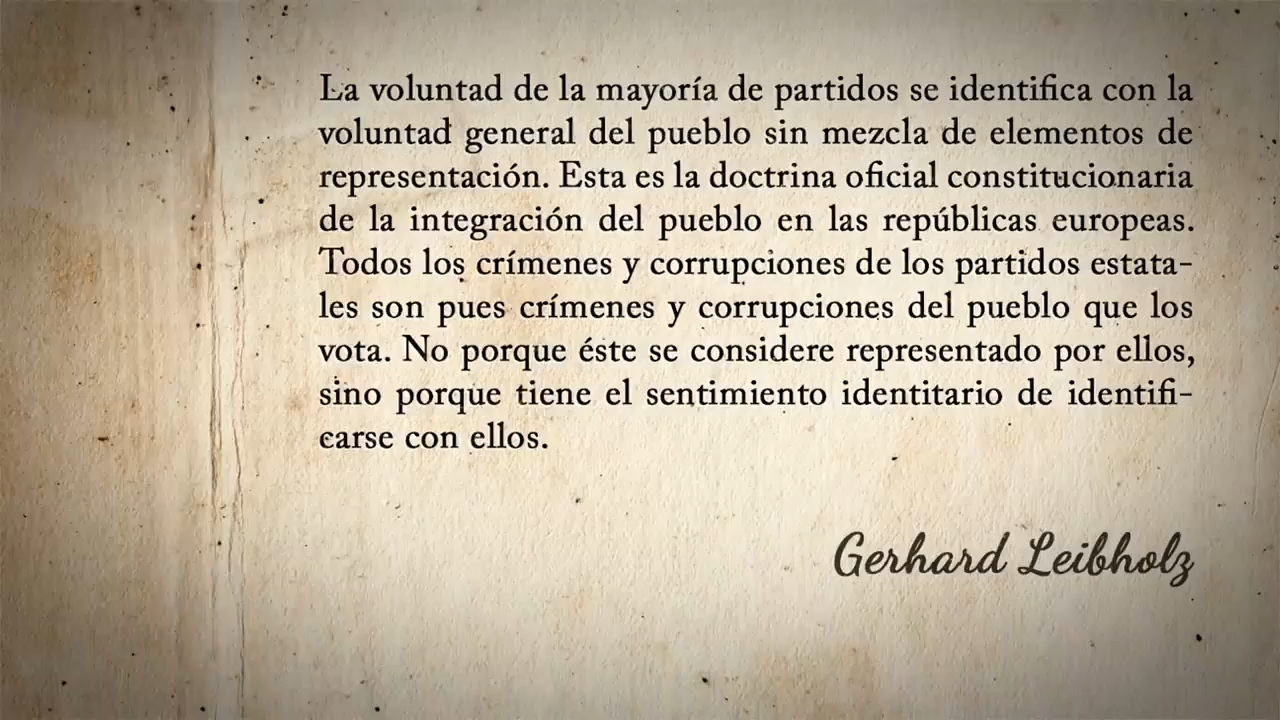 La voluntad de la mayoría de partidos se identifica con la
voluntad general del pueblo sin mezcla de elementos de
representación. Esta es la doctrina oficial constitucionaria
de la integración del pueblo en las repúblicas europeas.
Todos los crímenes y corrupciones de los partidos estata-
les son pues crímenes y corrupciones del pueblo que los
vota. No porque éste se considere representado por ellos,
sino porque tiene el sentimiento identitario de identifi-
carse con ellos.
Gerhard Leibholz